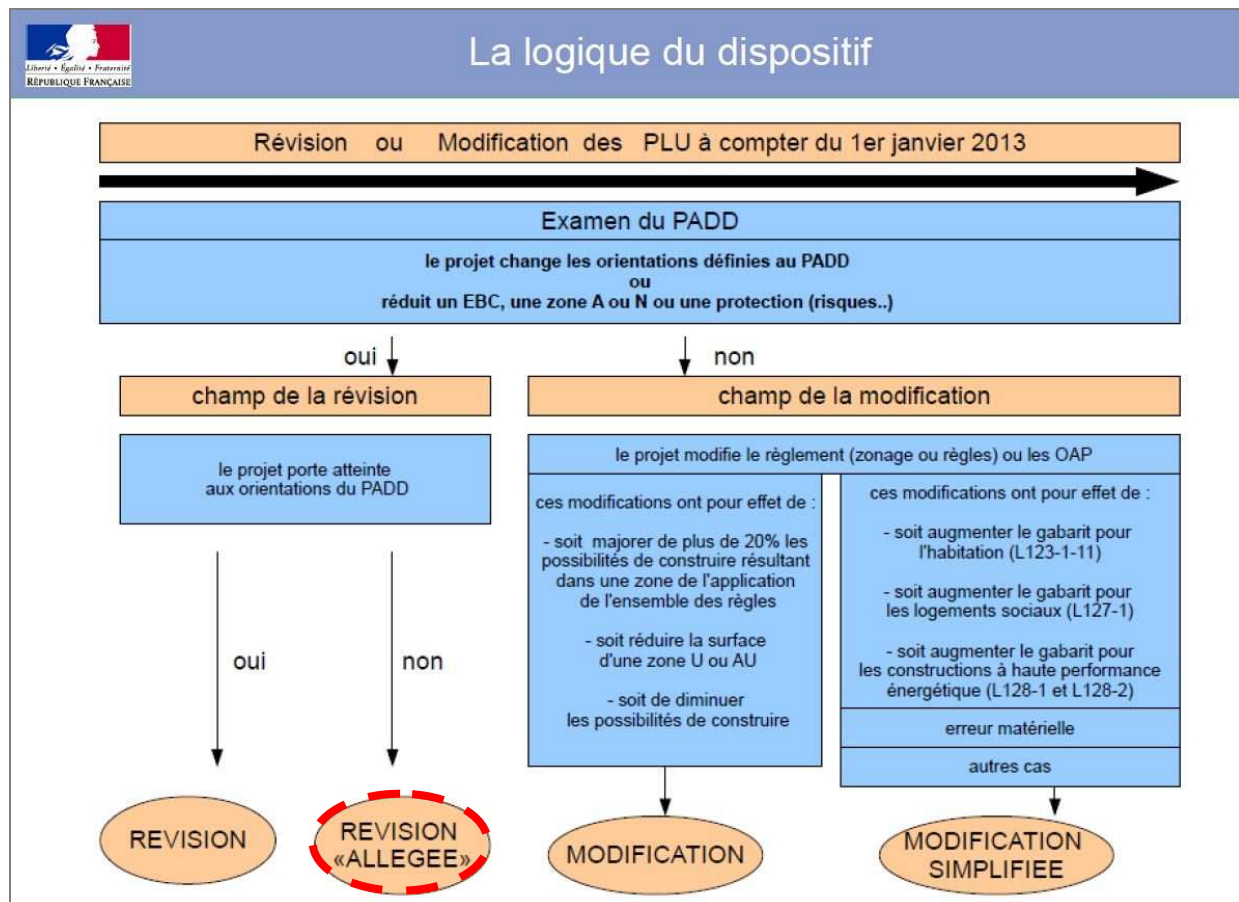 La logique du dispositif
Liberté • Égalité • Fraternité
RÉPUBLIQUE FRANÇAISE
Révision ou Modification des PLU à compter du 1er janvier 2013
Examen du PADD
le projet change les orientations définies au PADD
ou
réduit un EBC, une zone A ou N ou une protection (risques..)
oui
non
champ de la révision
champ de la modification
le projet porte atteinte
aux orientations du PADD
le projet modifie le règlement (zonage ou règles) ou les OAP
ces modifications ont pour effet de :
- soit majorer de plus de 20% les
possibilités de construire résultant
dans une zone de l'application
de l'ensemble des règles
- soit réduire la surface
d'une zone U ou AU
- soit de diminuer
les possibilités de construire
ces modifications ont pour effet de :
- soit augmenter le gabarit pour
l'habitation (L123-1-11)
- soit augmenter le gabarit pour
les logements sociaux (L127-1)
- soit augmenter le gabarit pour
les constructions à haute performance
énergétique (L128-1 et L128-2)
erreur matérielle
autres cas
oui
non
REVISION
REVISION
«ALLEGEE»
MODIFICATION
MODIFICATION
SIMPLIFIEE